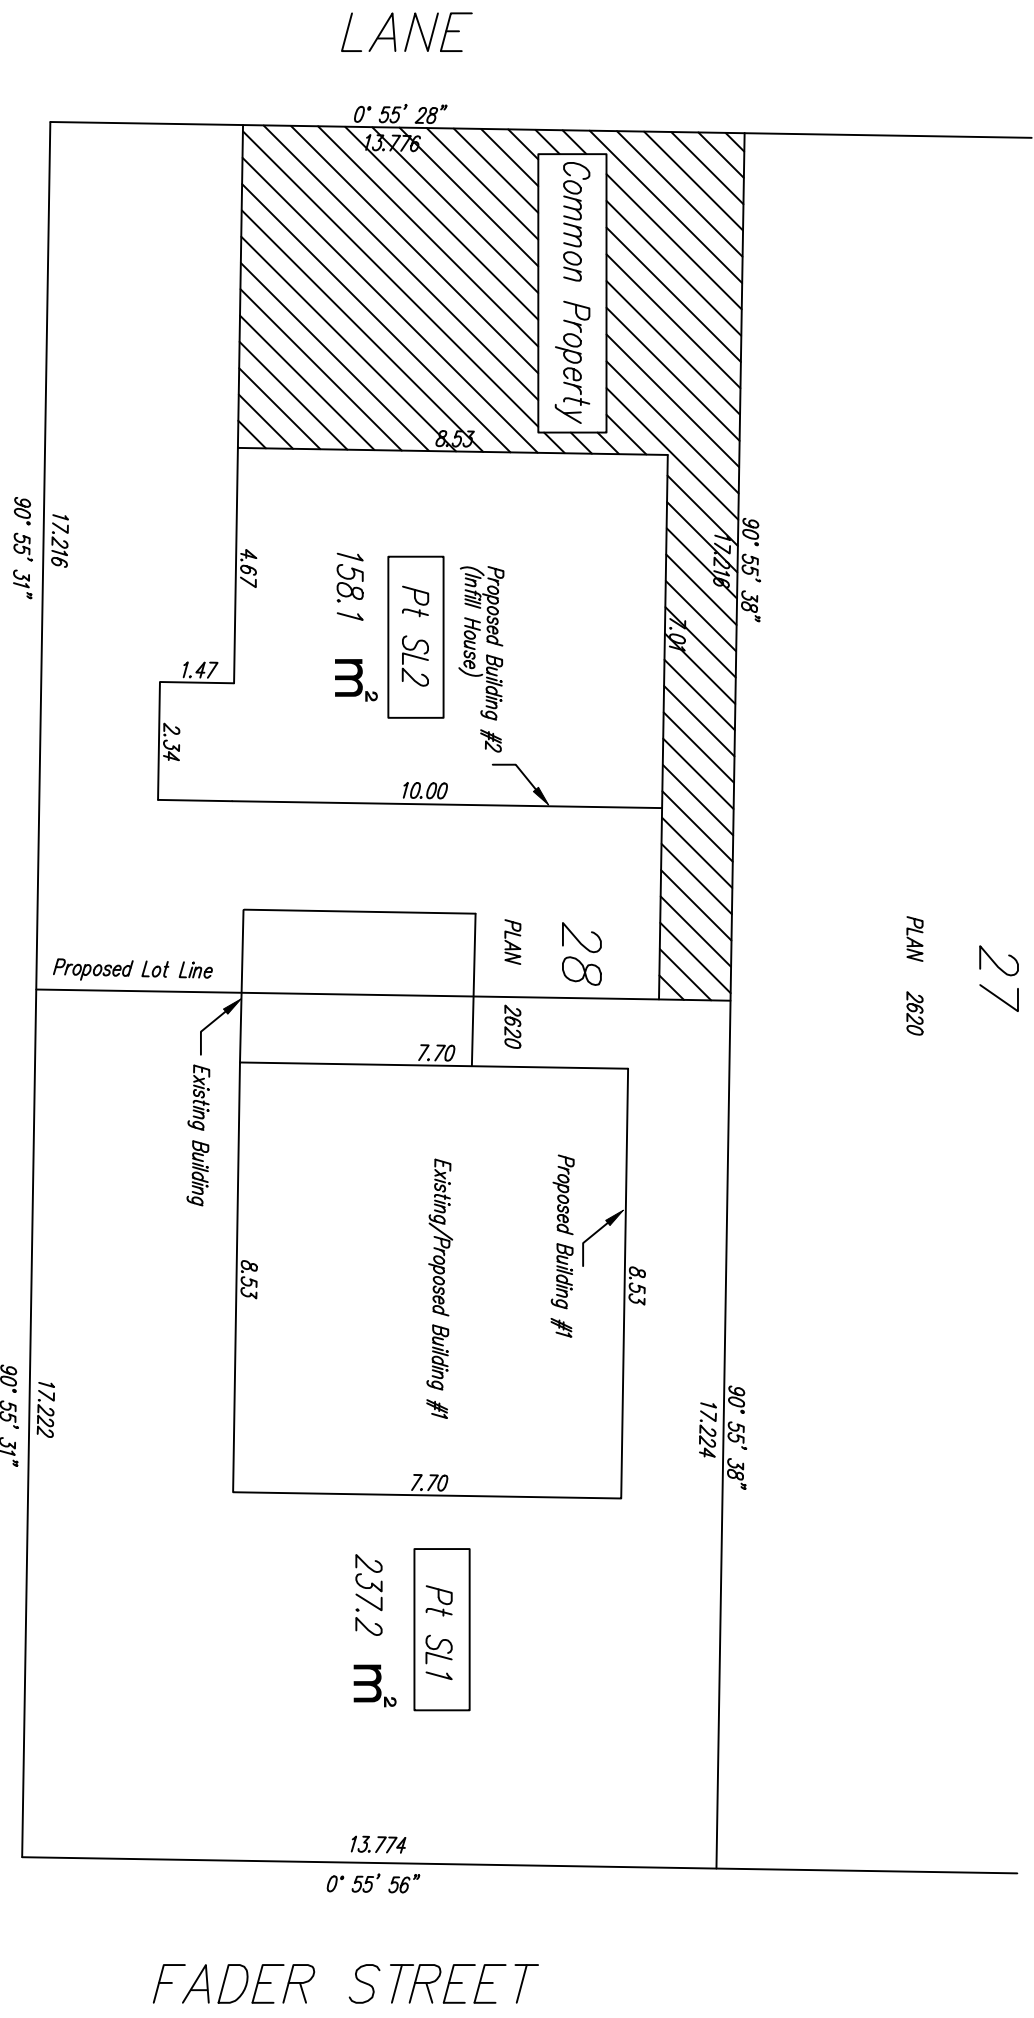 LANE
0° 55' 28"
13.776
Common Property
8.53
90° 55' 38"
17.216
17.216
90° 55' 31"
4.67
7.01
Proposed Building #2
(Infill House)
Pt SL2
158.1 m²
1.47
2.34
10.00
28
PLAN 2620
27
PLAN 2620
Proposed Lot Line
7.70
Existing Building
Proposed Building #1
Existing/Proposed Building #1
8.53
8.53
90° 55' 38"
17.224
17.222
90° 55' 31"
7.70
Pt SL1
237.2 m²
13.774
0° 55' 56"
FADER STREET